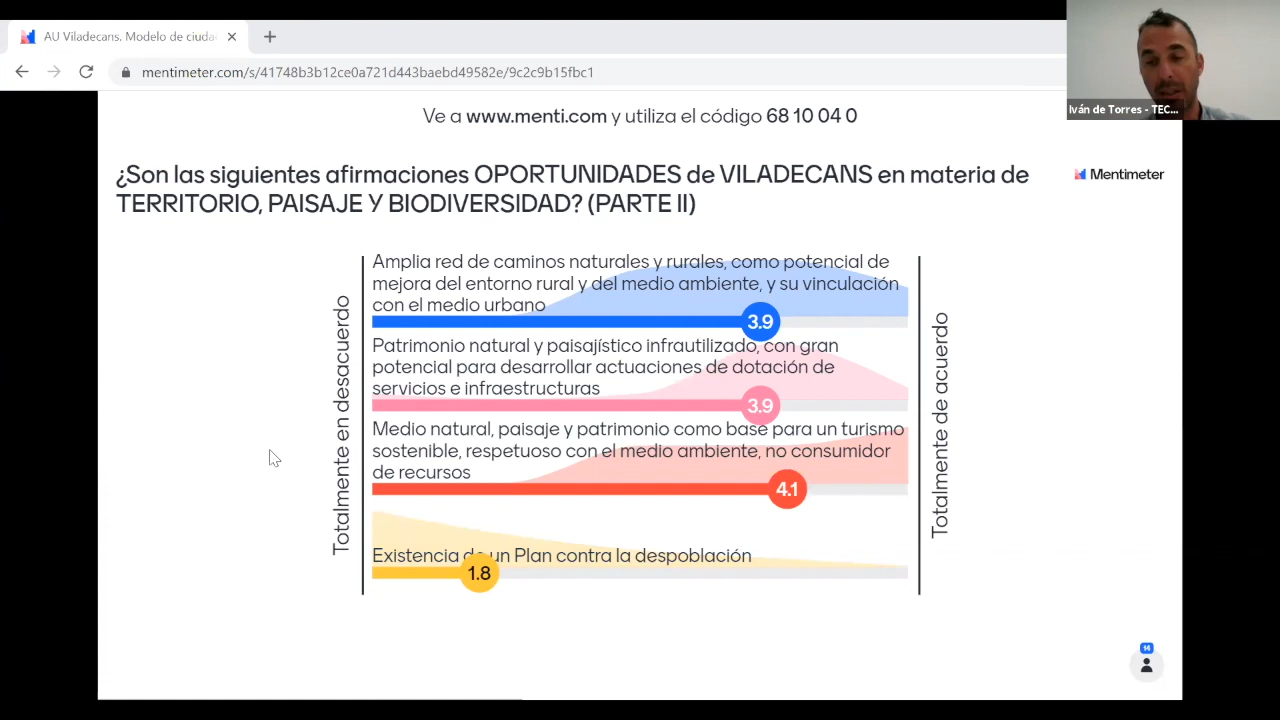 AU Viladecans. Modelo de ciuda
mentimeter.com/s/41748b3b12ce0a721d443baebd49582e/9c2c9b15fbc1
Iván de Torres - TEC...
Ve a www.menti.com y utiliza el código 68 10 04 0
¿Son las siguientes afirmaciones OPORTUNIDADES de VILADECANS en materia de
TERRITORIO, PAISAJE Y BIODIVERSIDAD? (PARTE II)
Mentimeter
Totalmente en desacuerdo
Amplia red de caminos naturales y rurales, como potencial de
mejora del entorno rural y del medio ambiente, y su vinculación
con el medio urbano
3.9
Patrimonio natural y paisajístico infrautilizado, con gran
potencial para desarrollar actuaciones de dotación de
servicios e infraestructuras
3.9
Medio natural, paisaje y patrimonio como base para un turismo
sostenible, respetuoso con el medio ambiente, no consumidor
de recursos
4.1
Existencia de un Plan contra la despoblación
1.8
Totalmente de acuerdo
14